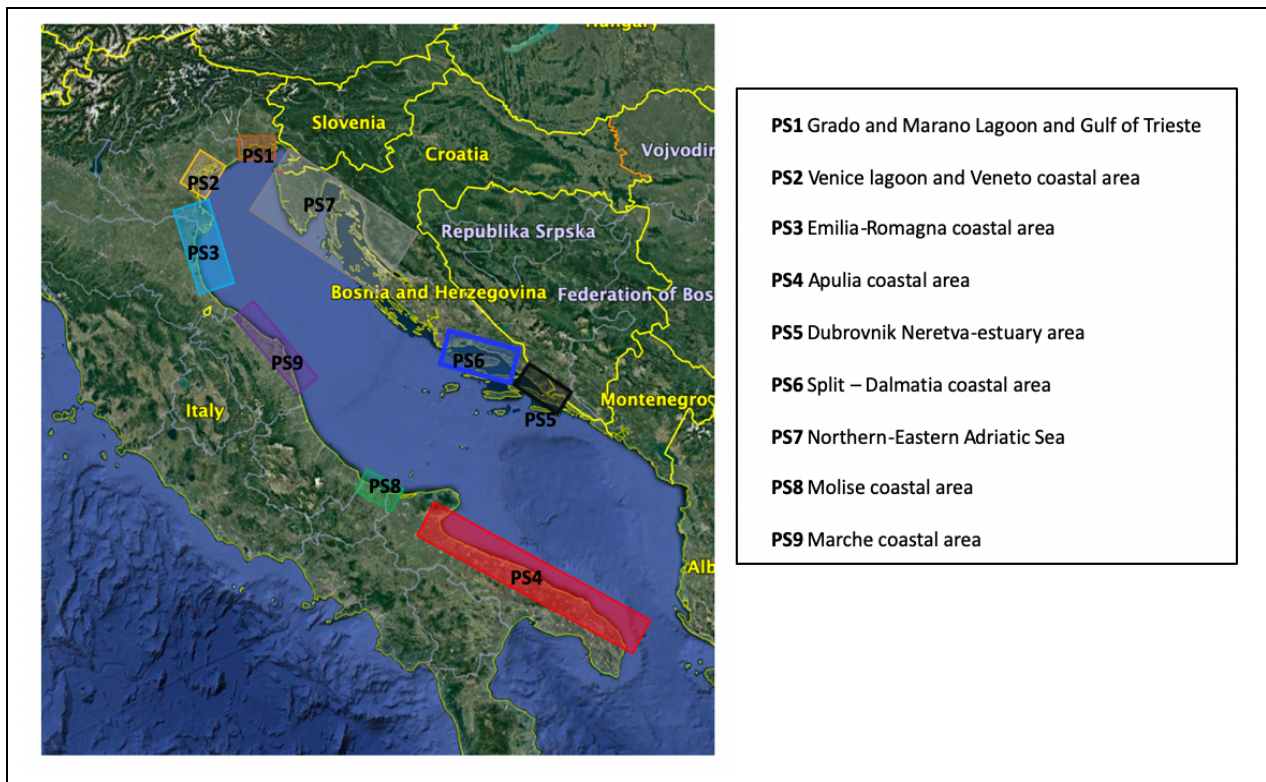 Hungary
Slovenia
Croatia
Vojvodin
PS1
PS2
PS7
Republika Srpska
PS3
Bosnia and Herzegovina
Federation of Bos
PS6
PS9
Italy
Montenegro
PS5
PS8
PS4
Alb
PS1 Grado and Marano Lagoon and Gulf of Trieste
PS2 Venice lagoon and Veneto coastal area
PS3 Emilia-Romagna coastal area
PS4 Apulia coastal area
PS5 Dubrovnik Neretva-estuary area
PS6 Split – Dalmatia coastal area
PS7 Northern-Eastern Adriatic Sea
PS8 Molise coastal area
PS9 Marche coastal area